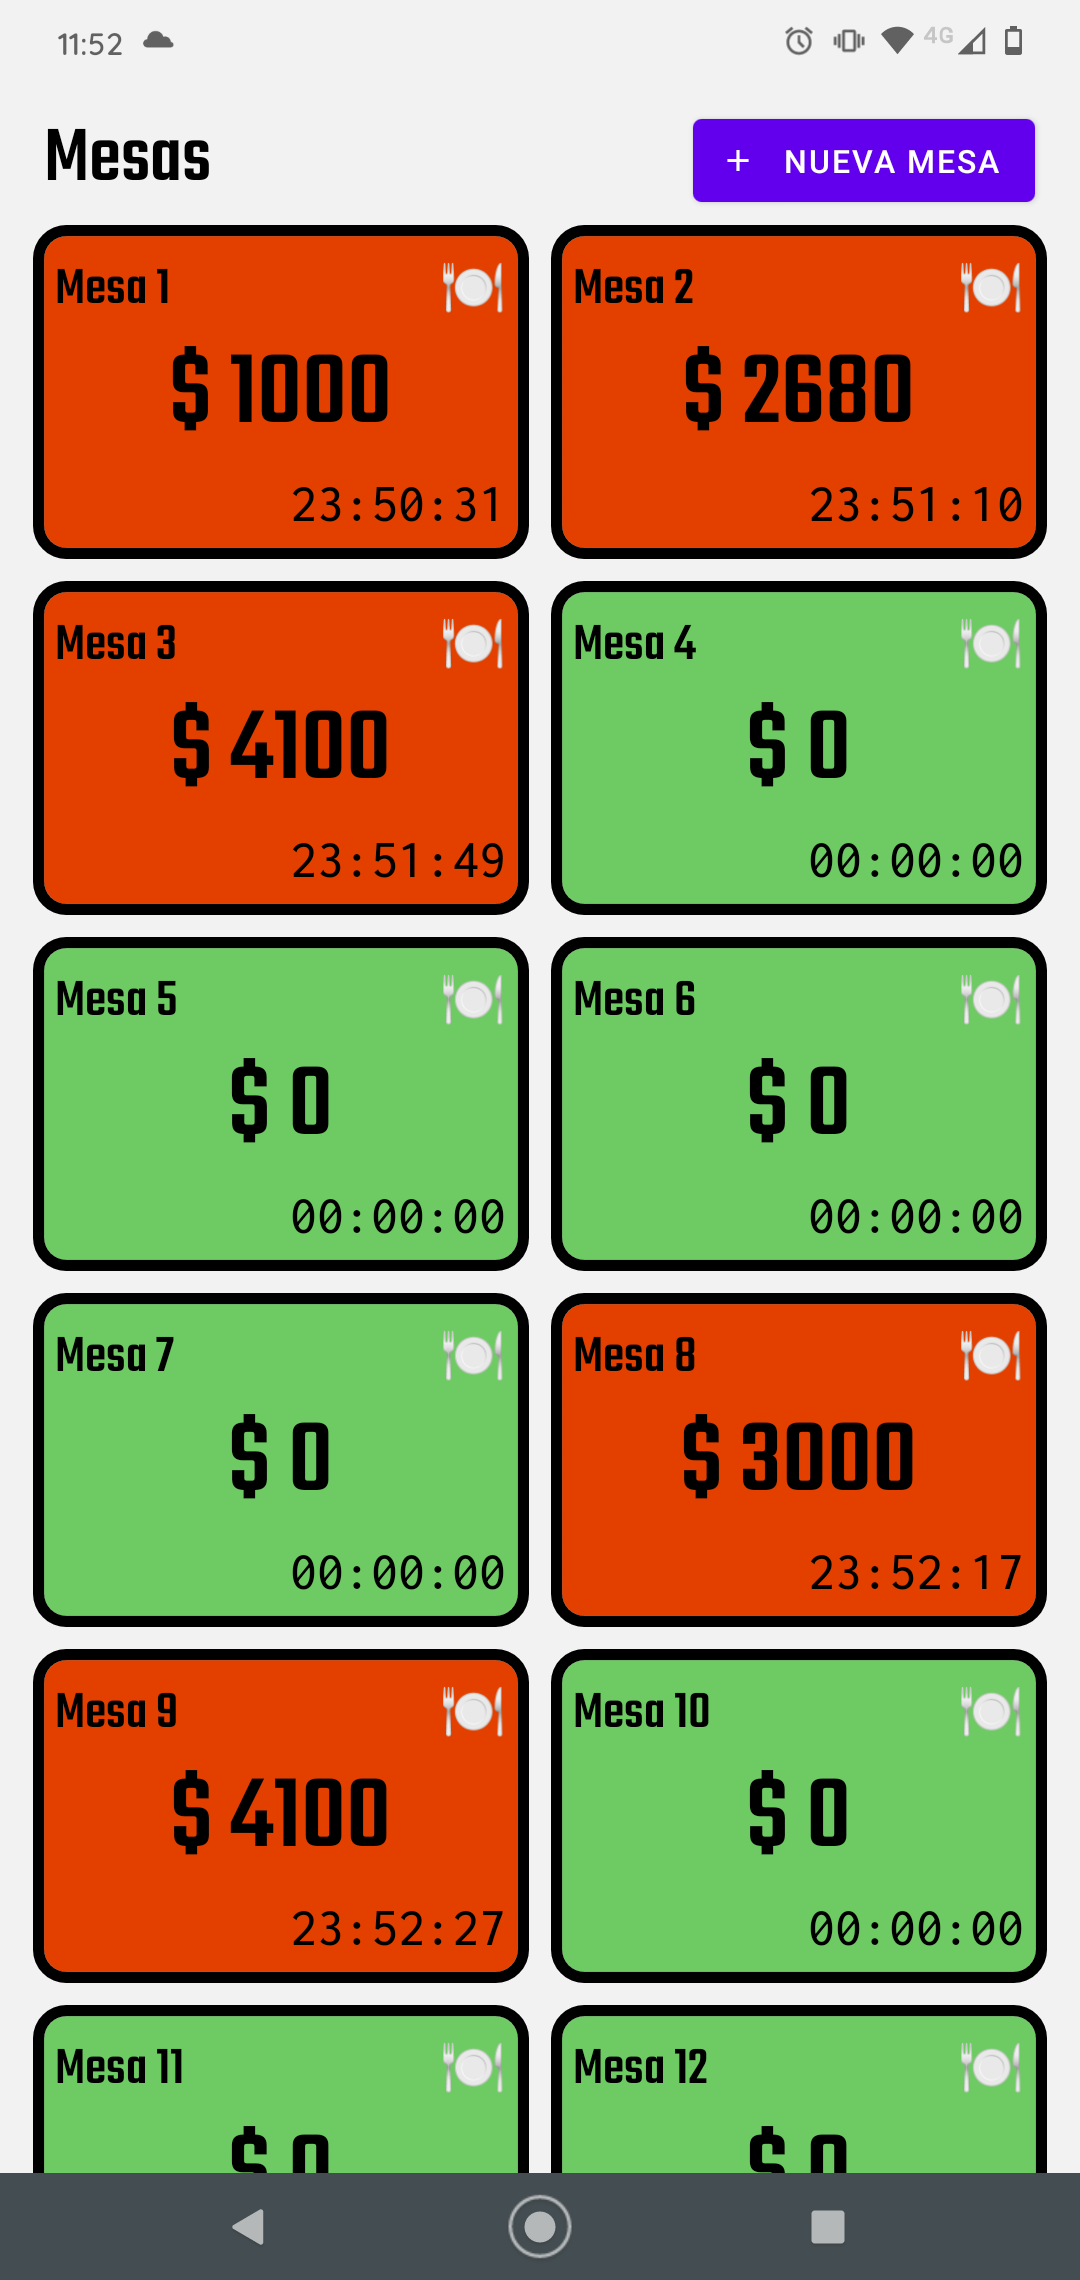 11:52
4G
Mesas
+ NUEVA MESA
Mesa 1
$ 1000
23:50:31
Mesa 2
$ 2680
23:51:10
Mesa 3
$ 4100
23:51:49
Mesa 4
$ 0
00:00:00
Mesa 5
$ 0
00:00:00
Mesa 6
$ 0
00:00:00
Mesa 7
$ 0
00:00:00
Mesa 8
$ 3000
23:52:17
Mesa 9
$ 4100
23:52:27
Mesa 10
$ 0
00:00:00
Mesa 11
$ 0
Mesa 12
$ 0